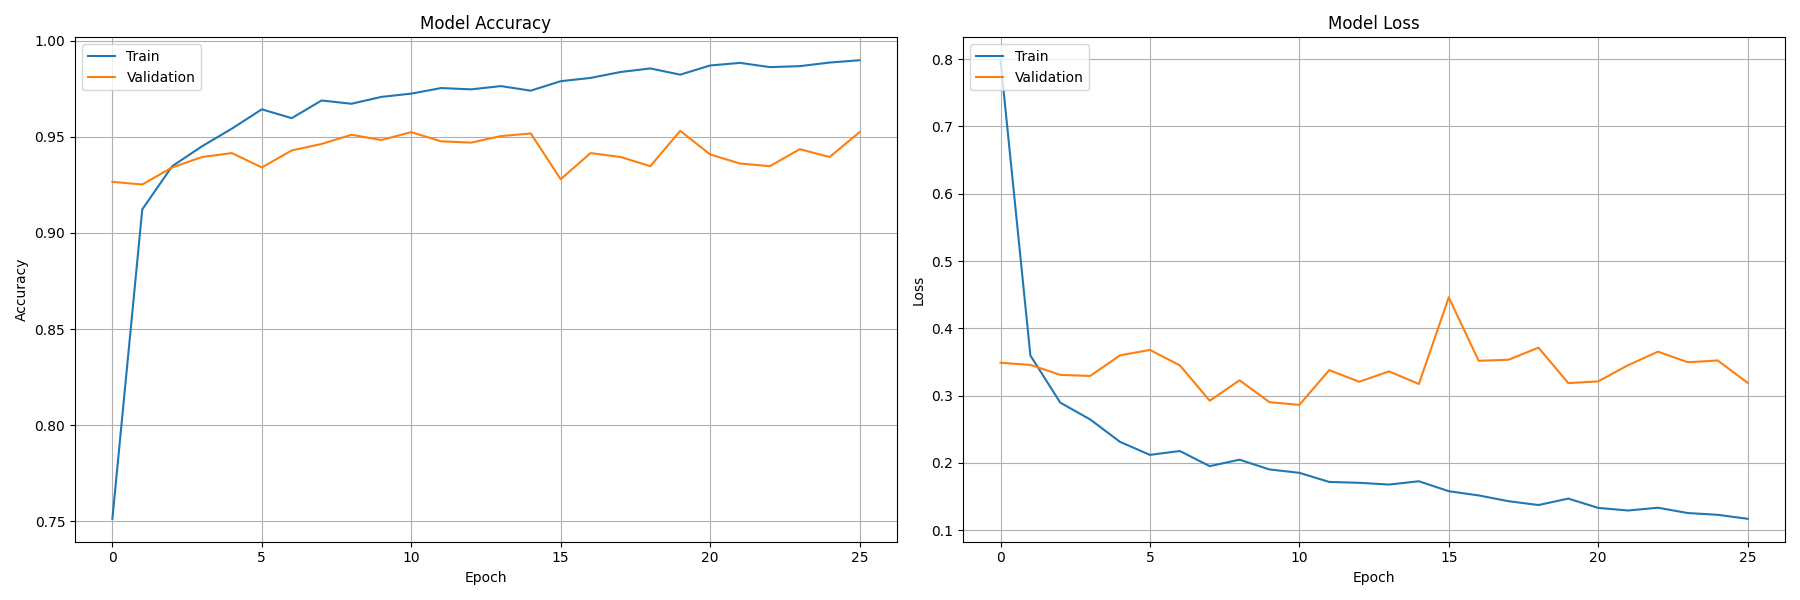 Model Accuracy
Train
Validation
1.00
0.95
0.90
0.85
0.80
0.75
Accuracy
0 5 10 15 20 25
Epoch
Model Loss
Train
Validation
0.8
0.7
0.6
0.5
0.4
0.3
0.2
0.1
Loss
0 5 10 15 20 25
Epoch